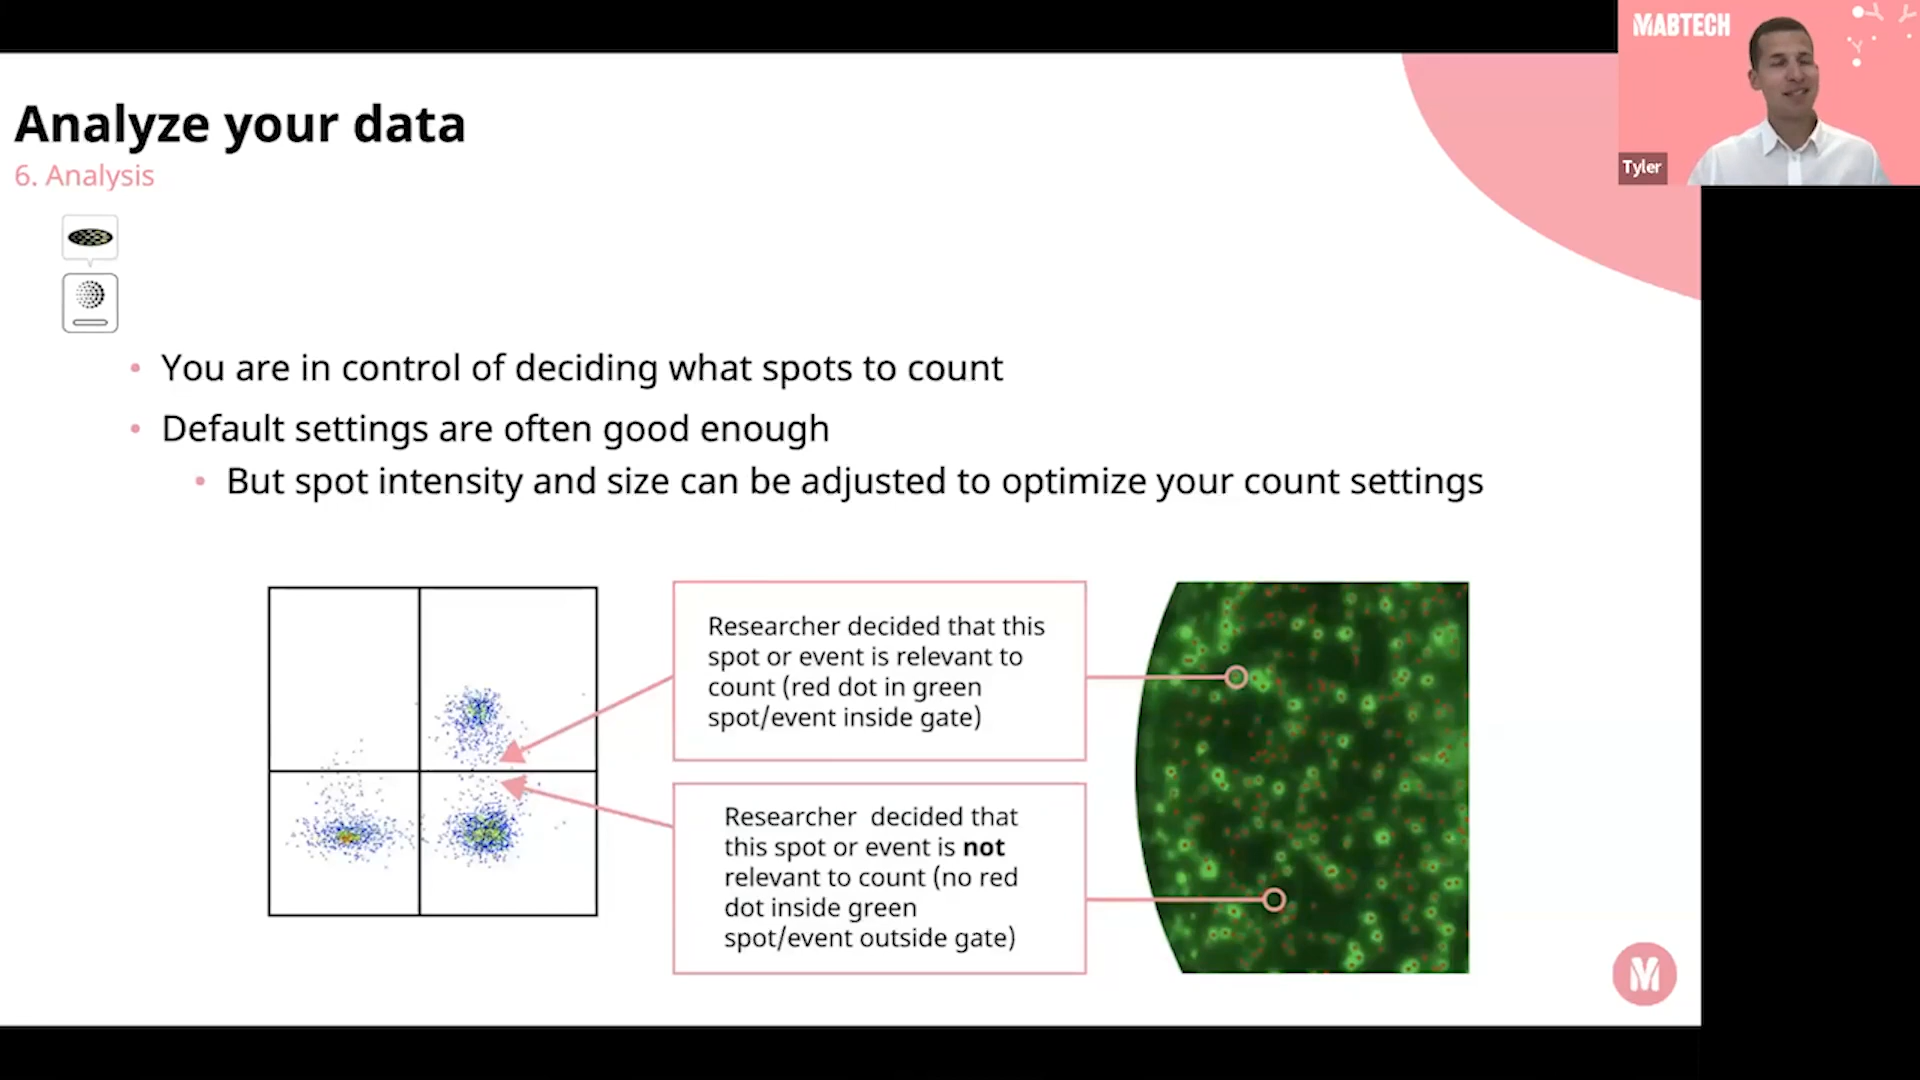 MABTECH
Tyler
Analyze your data
6. Analysis
• You are in control of deciding what spots to count
• Default settings are often good enough
• But spot intensity and size can be adjusted to optimize your count settings
Researcher decided that this
spot or event is relevant to
count (red dot in green
spot/event inside gate)
Researcher decided that
this spot or event is not
relevant to count (no red
dot inside green
spot/event outside gate)
M